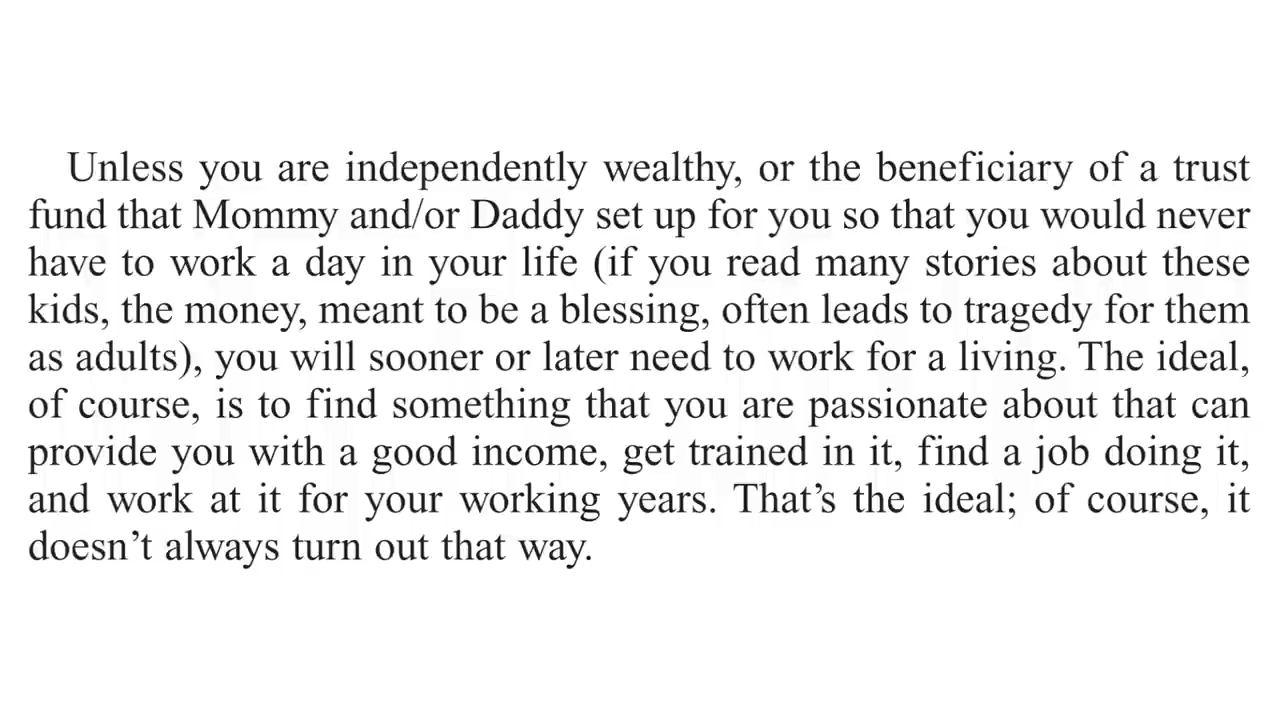 Unless you are independently wealthy, or the beneficiary of a trust
fund that Mommy and/or Daddy set up for you so that you would never
have to work a day in your life (if you read many stories about these
kids, the money, meant to be a blessing, often leads to tragedy for them
as adults), you will sooner or later need to work for a living. The ideal,
of course, is to find something that you are passionate about that can
provide you with a good income, get trained in it, find a job doing it,
and work at it for your working years. That’s the ideal; of course, it
doesn’t always turn out that way.